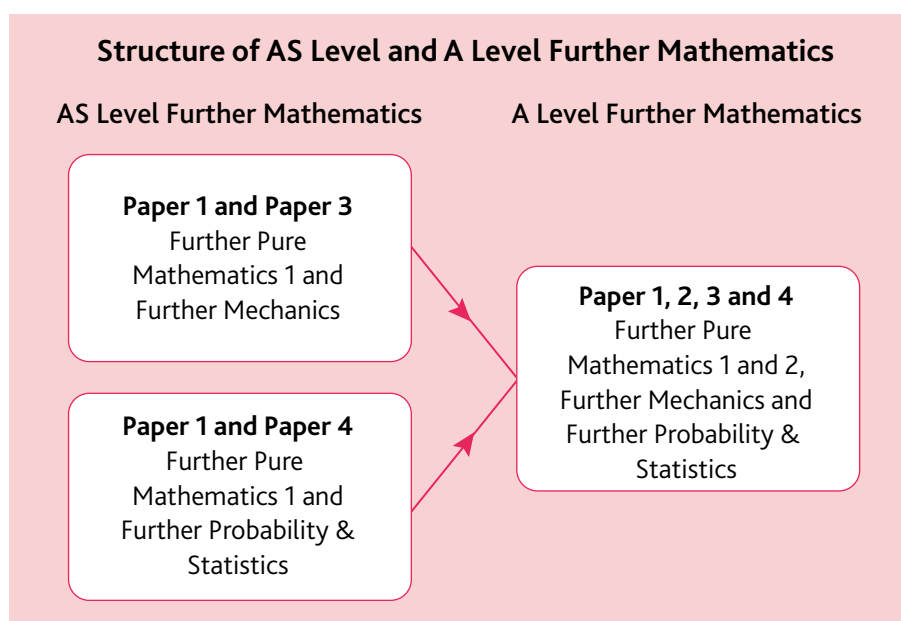 Structure of AS Level and A Level Further Mathematics
AS Level Further Mathematics
A Level Further Mathematics
Paper 1 and Paper 3
Further Pure
Mathematics 1 and
Further Mechanics
Paper 1 and Paper 4
Further Pure
Mathematics 1 and
Further Probability &
Statistics
Paper 1, 2, 3 and 4
Further Pure
Mathematics 1 and 2,
Further Mechanics and
Further Probability &
Statistics